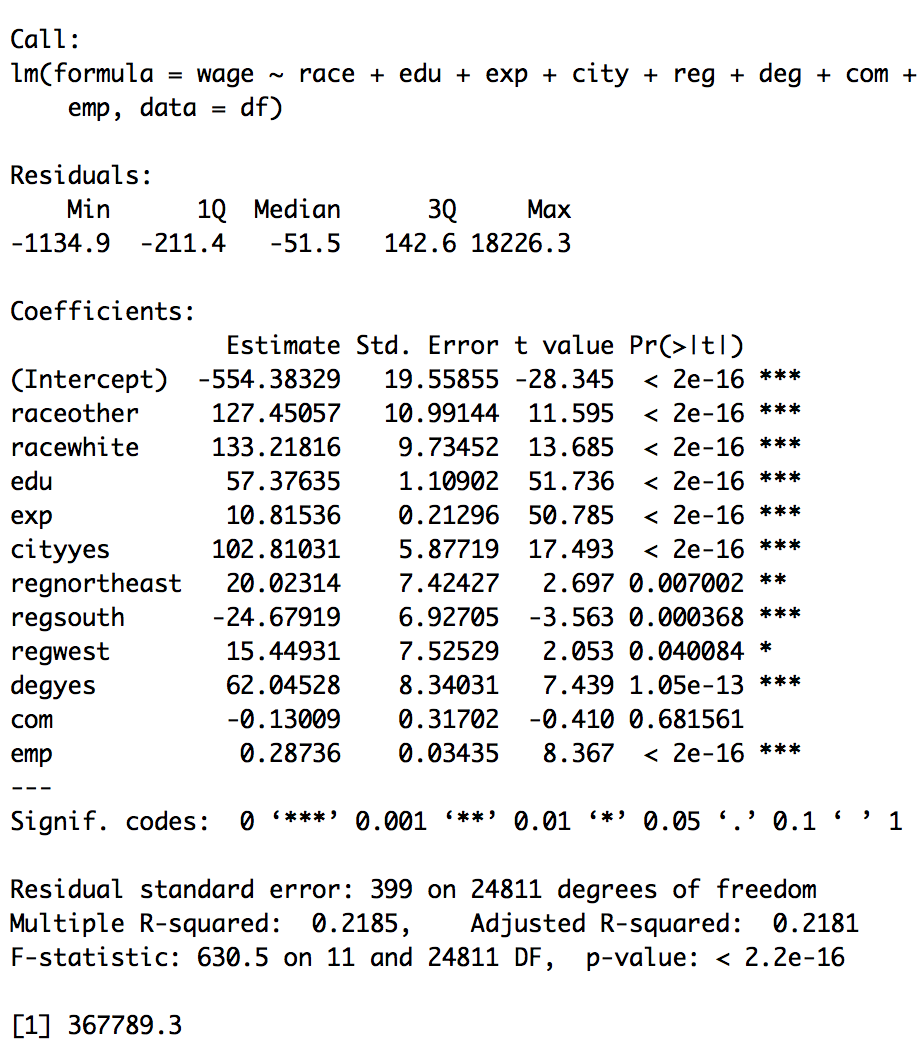 Call:
lm(formula = wage ~ race + edu + exp + city + reg + deg + com +
    emp, data = df)

Residuals:
    Min      1Q  Median      3Q     Max
-1134.9  -211.4   -51.5   142.6 18226.3

Coefficients:
              Estimate Std. Error t value Pr(>|t|)
(Intercept)  -554.38329   19.55855 -28.345  < 2e-16 ***
raceother     127.45057   10.99144  11.595  < 2e-16 ***
racewhite     133.21816    9.73452  13.685  < 2e-16 ***
edu            57.37635    1.10902  51.736  < 2e-16 ***
exp            10.81536    0.21296  50.785  < 2e-16 ***
cityyes       102.81031    5.87719  17.493  < 2e-16 ***
regnortheast   20.02314    7.42427   2.697 0.007002 **
regsouth      -24.67919    6.92705  -3.563 0.000368 ***
regwest        15.44931    7.52529   2.053 0.040084 *
degyes         62.04528    8.34031   7.439 1.05e-13 ***
com            -0.13009    0.31702  -0.410 0.681561
emp             0.28736    0.03435   8.367  < 2e-16 ***
---
Signif. codes:  0 ‘***’ 0.001 ‘**’ 0.01 ‘*’ 0.05 ‘.’ 0.1 ‘ ’ 1

Residual standard error: 399 on 24811 degrees of freedom
Multiple R-squared:  0.2185,    Adjusted R-squared:  0.2181
F-statistic: 630.5 on 11 and 24811 DF,  p-value: < 2.2e-16

[1] 367789.3